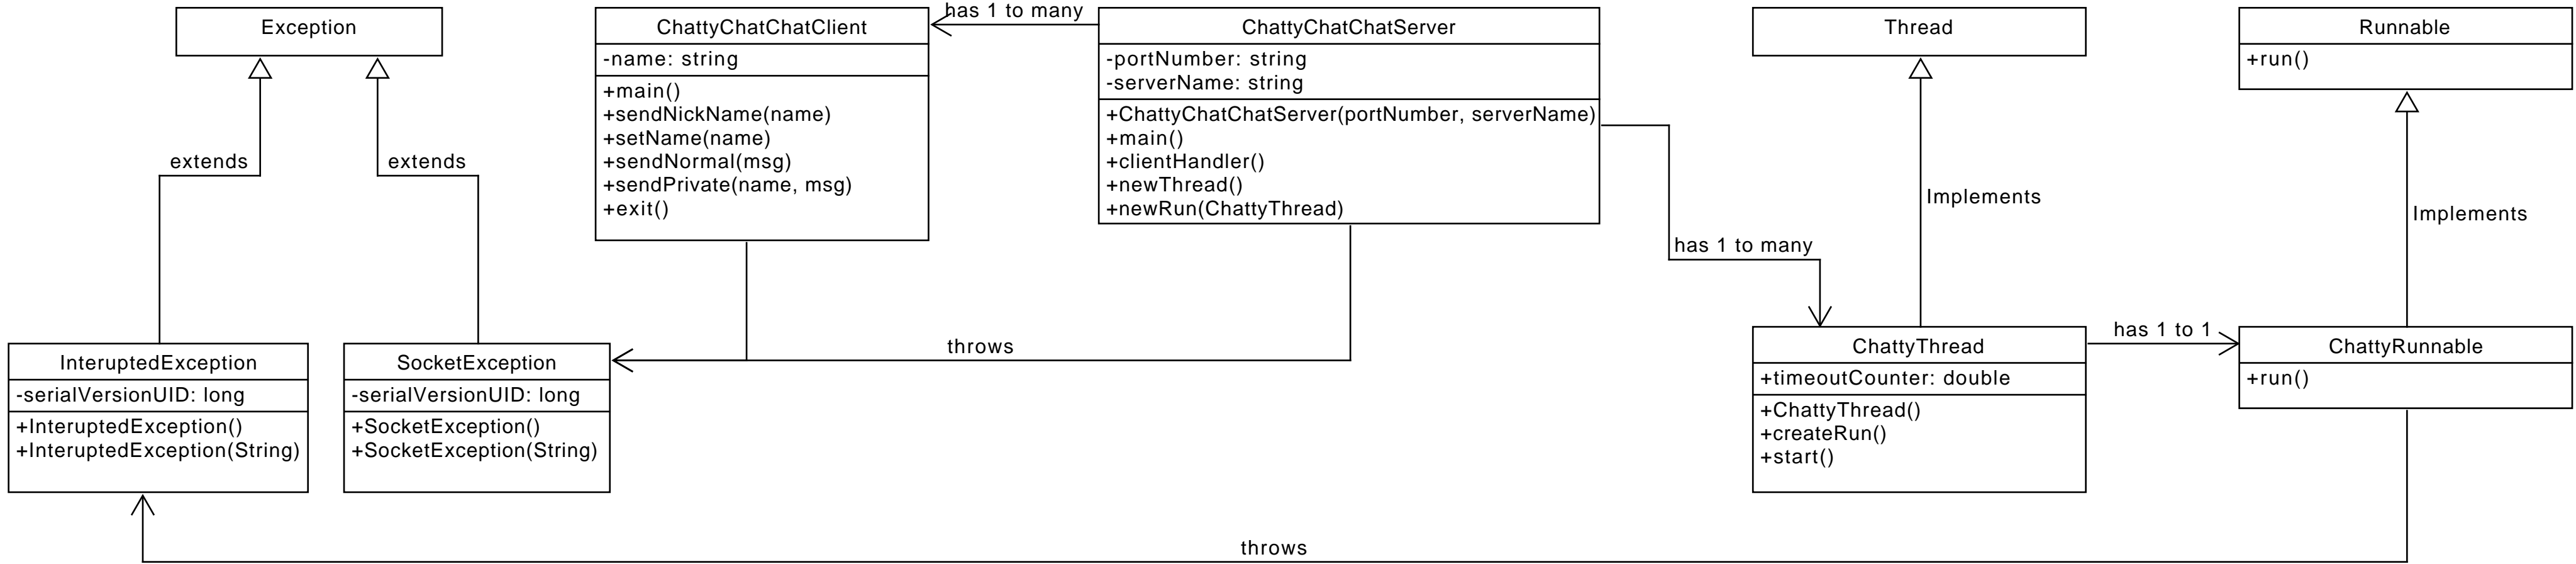 Exception
ChattyChatChatClient
-name: string
+main()
+sendNickName(name)
+setName(name)
+sendNormal(msg)
+sendPrivate(name, msg)
+exit()
has 1 to many
ChattyChatChatServer
-portNumber: string
-serverName: string
+ChattyChatChatServer(portNumber, serverName)
+main()
+clientHandler()
+newThread()
+newRun(ChattyThread)
Thread
Runnable
+run()
extends
extends
Implements
Implements
has 1 to many
throws
InteruptedException
-serialVersionUID: long
+InteruptedException()
+InteruptedException(String)
SocketException
-serialVersionUID: long
+SocketException()
+SocketException(String)
ChattyThread
+timeoutCounter: double
+ChattyThread()
+createRun()
+start()
has 1 to 1
ChattyRunnable
+run()
throws